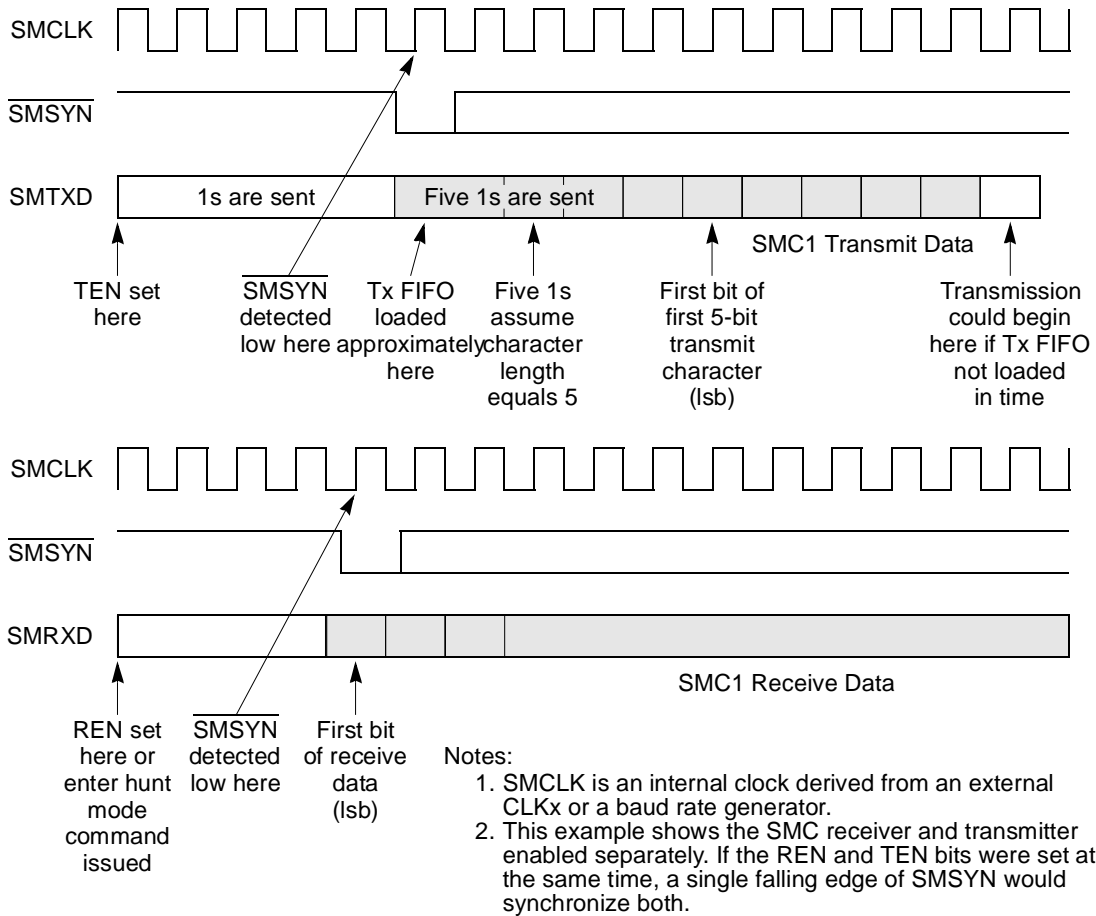 SMCLK
SMSYN
SMTXD
1s are sent
Five 1s are sent
SMC1 Transmit Data
TEN set
here
SMSYN
detected
low here
Tx FIFO
loaded
approximately
here
Five 1s
assume
character
length
equals 5
First bit of
first 5-bit
transmit
character
(lsb)
Transmission
could begin
here if Tx FIFO
not loaded
in time
SMCLK
SMSYN
SMRXD
SMC1 Receive Data
REN set
here or
enter hunt
mode
command
issued
SMSYN
detected
low here
First bit
of receive
data
(lsb)
Notes:
1. SMCLK is an internal clock derived from an external
CLKx or a baud rate generator.
2. This example shows the SMC receiver and transmitter
enabled separately. If the REN and TEN bits were set at
the same time, a single falling edge of SMSYN would
synchronize both.